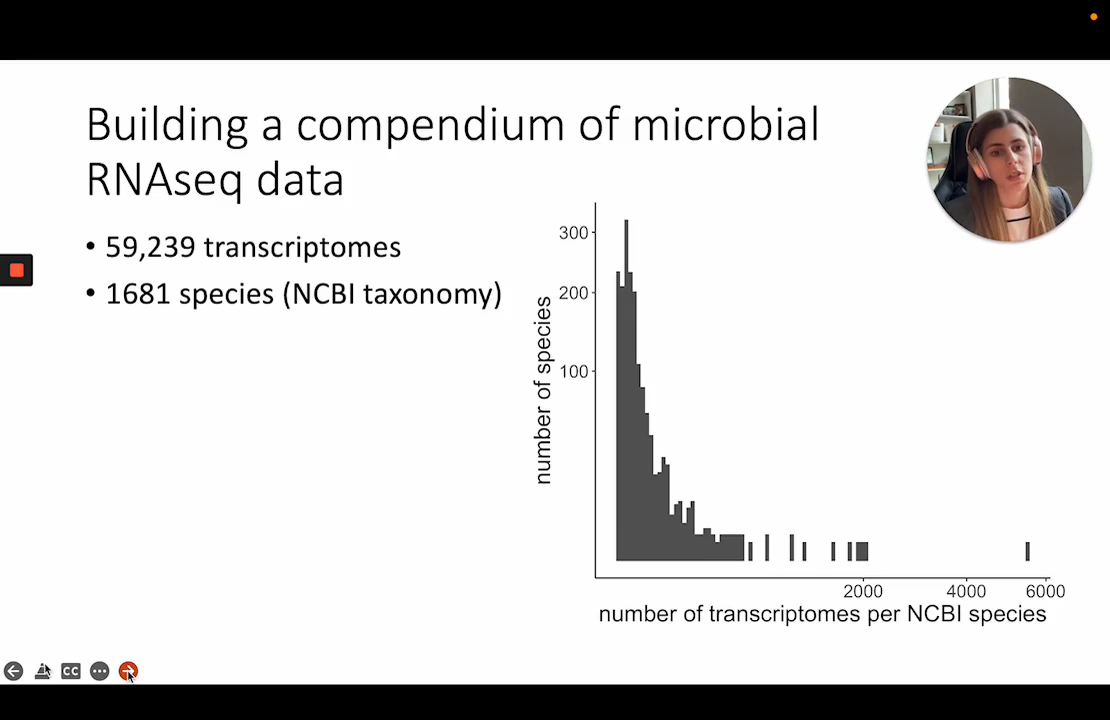 Building a compendium of microbial
RNAseq data
• 59,239 transcriptomes
• 1681 species (NCBI taxonomy)
number of species
300
200
100
2000 4000 6000
number of transcriptomes per NCBI species
CC